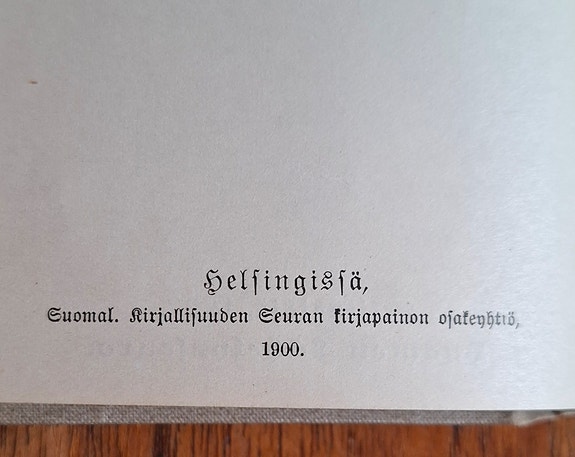 Helsingissä,
Suomal. Kirjallisuuden Seuran kirjapainon osakeyhtiö,
1900.